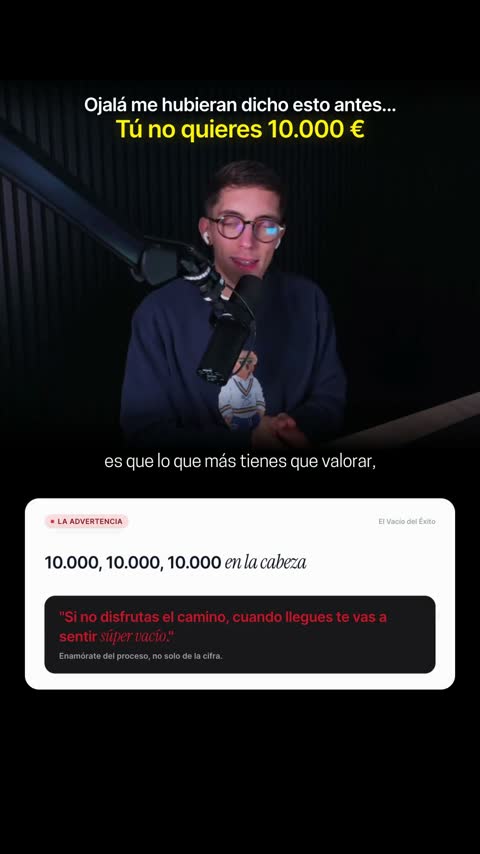 Ojalá me hubieran dicho esto antes...
Tú no quieres 10.000 €
es que lo que más tienes que valorar,
LA ADVERTENCIA
El Vacío del Éxito
10.000, 10.000, 10.000 en la cabeza
"Si no disfrutas el camino, cuando llegues te vas a
sentir súper vacío."
Enamórate del proceso, no solo de la cifra.